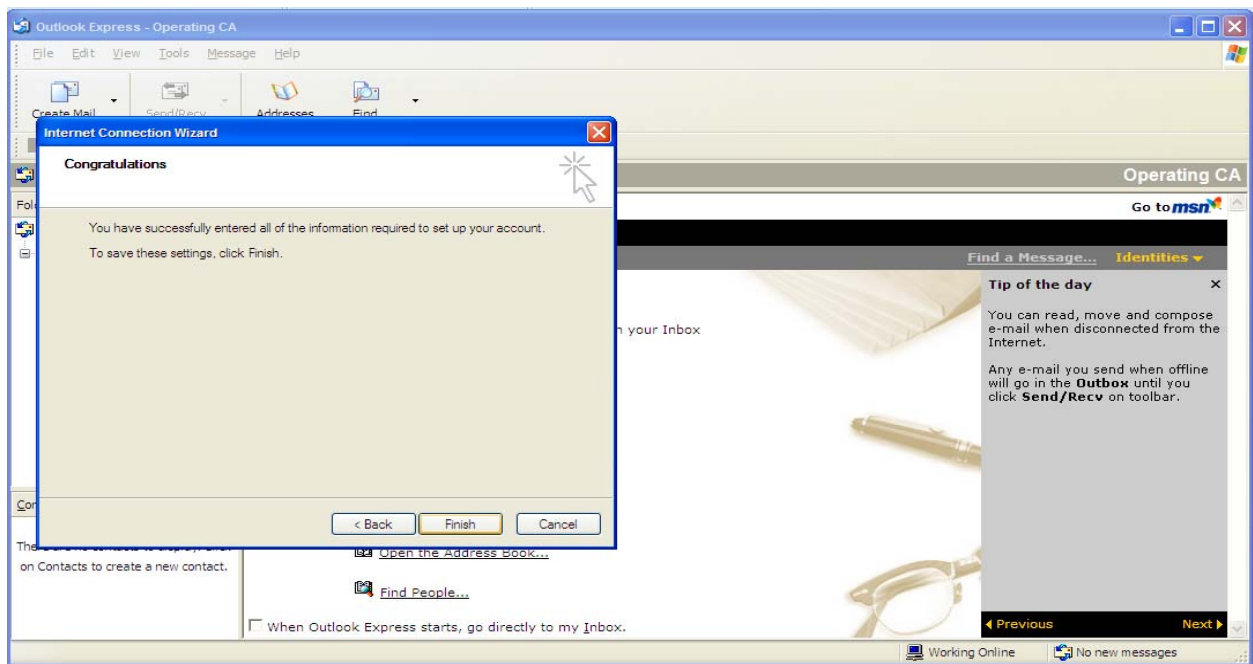 Outlook Express - Operating CA
File Edit View Tools Message Help
Create Mail Send/Recv Addresses Find
Internet Connection Wizard
Congratulations
Operating CA
Go to msn
You have successfully entered all of the information required to set up your account.
To save these settings, click Finish.
Find a Message... Identities
Tip of the day
You can read, move and compose
e-mail when disconnected from the
Internet.
your Inbox
Any e-mail you send when offline
will go in the Outbox until you
click Send/Recv on toolbar.
< Back Finish Cancel
Open the Address Book...
on Contacts to create a new contact.
Find People...
When Outlook Express starts, go directly to my Inbox.
Previous Next
Working Online No new messages